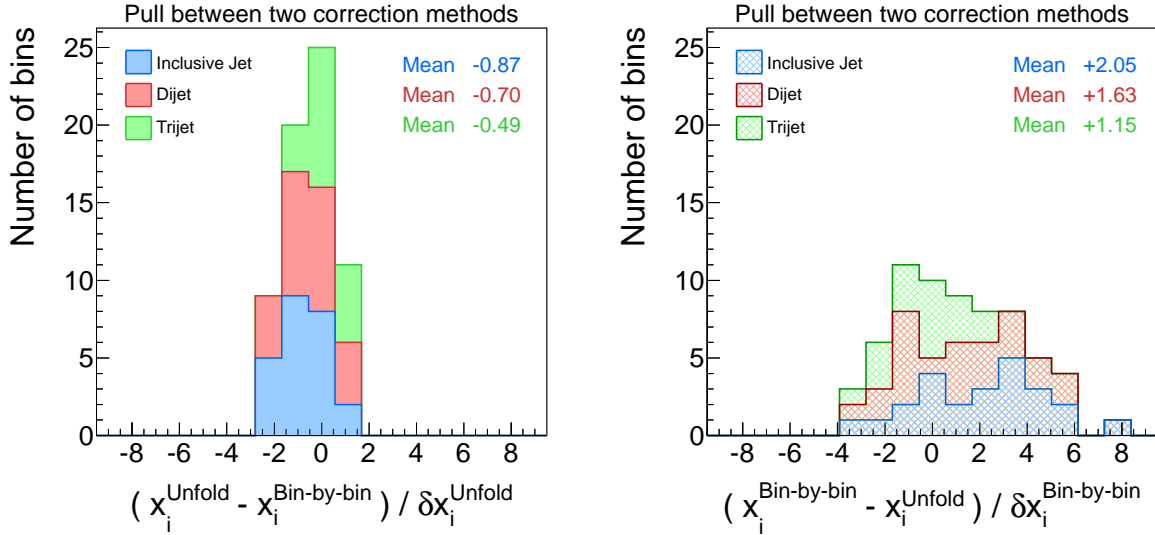 Pull between two correction methods
Number of bins
25
20
15
10
5
0
Inclusive Jet
Dijet
Trijet
Mean -0.87
Mean -0.70
Mean -0.49
-8 -6 -4 -2 0 2 4 6 8
( x_i^Unfold - x_i^Bin-by-bin ) / δx_i^Unfold
Pull between two correction methods
Number of bins
25
20
15
10
5
0
Inclusive Jet
Dijet
Trijet
Mean +2.05
Mean +1.63
Mean +1.15
-8 -6 -4 -2 0 2 4 6 8
( x_i^Bin-by-bin - x_i^Unfold ) / δx_i^Bin-by-bin